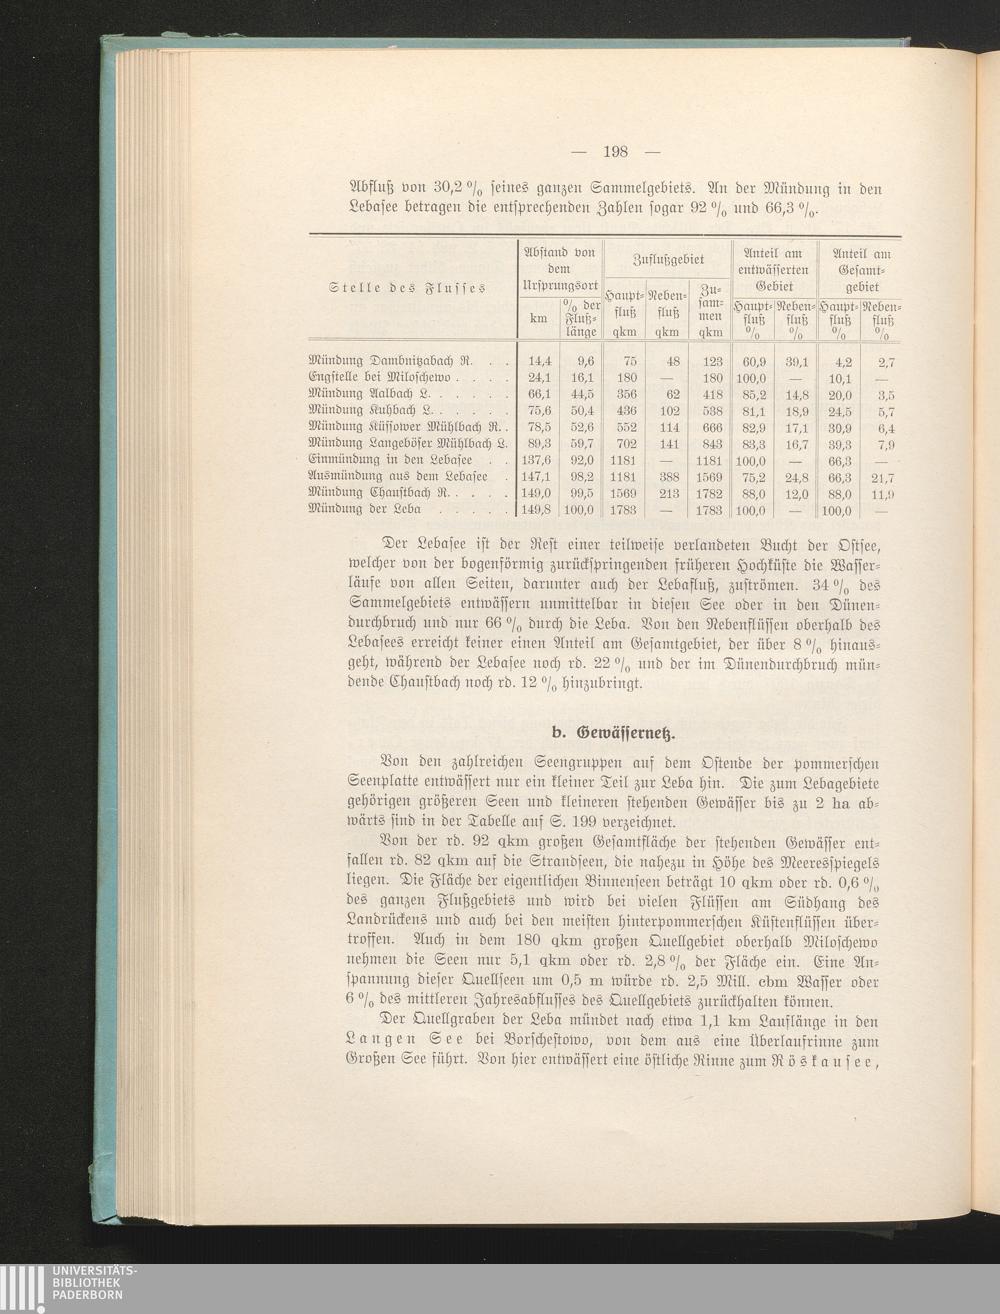 — 198 —
Abfluß von 30,2 % seines ganzen Sammelgebiets. An der Mündung in den
Lebasee betragen die entsprechenden Zahlen sogar 92 % und 66,3 %.
Stelle des Flusses | Abstand von dem Ursprungsort | Zuflußgebiet | Anteil am entwässerten Gebiet | Anteil am Gesamt-gebiet
km | % der Fluß-länge | Haupt-fluß qkm | Neben-fluß qkm | Zu-sam-men qkm | Haupt-fluß % | Neben-fluß % | Haupt-fluß % | Neben-fluß %
Mündung Dambnitzabach R. . . | 14,4 | 9,6 | 75 | 48 | 123 | 60,9 | 39,1 | 4,2 | 2,7
Engstelle bei Miloschewo . . . . | 24,1 | 16,1 | 180 | — | 180 | 100,0 | — | 10,1 | —
Mündung Aalbach L. . . . . . | 66,1 | 44,5 | 356 | 62 | 418 | 85,2 | 14,8 | 20,0 | 3,5
Mündung Kuhbach L. . . . . . | 75,6 | 50,4 | 436 | 102 | 538 | 81,1 | 18,9 | 24,5 | 5,7
Mündung Küssower Mühlbach R. . | 78,5 | 52,6 | 552 | 114 | 666 | 82,9 | 17,1 | 30,9 | 6,4
Mündung Langeböser Mühlbach L. | 89,3 | 59,7 | 702 | 141 | 843 | 83,3 | 16,7 | 39,3 | 7,9
Einmündung in den Lebasee . . | 137,6 | 92,0 | 1181 | — | 1181 | 100,0 | — | 66,3 | —
Ausmündung aus dem Lebasee . | 147,1 | 98,2 | 1181 | 388 | 1569 | 75,2 | 24,8 | 66,3 | 21,7
Mündung Chaustbach R. . . . . | 149,0 | 99,5 | 1569 | 213 | 1782 | 88,0 | 12,0 | 88,0 | 11,9
Mündung der Leba . . . . . | 149,8 | 100,0 | 1783 | — | 1783 | 100,0 | — | 100,0 | —
Der Lebasee ist der Rest einer teilweise verlandeten Bucht der Ostsee,
welcher von der bogenförmig zurückspringenden früheren Hochküste die Wasser-
läufe von allen Seiten, darunter auch der Lebafluß, zuströmen. 34 % des
Sammelgebiets entwässern unmittelbar in diesen See oder in den Dünen-
durchbruch und nur 66 % durch die Leba. Von den Nebenflüssen oberhalb des
Lebasees erreicht keiner einen Anteil am Gesamtgebiet, der über 8 % hinaus-
geht, während der Lebasee noch rd. 22 % und der im Dünendurchbruch mün-
dende Chaustbach noch rd. 12 % hinzubringt.
b. Gewässernetz.
Von den zahlreichen Seengruppen auf dem Ostende der pommerschen
Seenplatte entwässert nur ein kleiner Teil zur Leba hin. Die zum Lebagebiete
gehörigen größeren Seen und kleineren stehenden Gewässer bis zu 2 ha ab-
wärts sind in der Tabelle auf S. 199 verzeichnet.
Von der rd. 92 qkm großen Gesamtfläche der stehenden Gewässer ent-
fallen rd. 82 qkm auf die Strandseen, die nahezu in Höhe des Meeresspiegels
liegen. Die Fläche der eigentlichen Binnenseen beträgt 10 qkm oder rd. 0,6 %
des ganzen Flußgebiets und wird bei vielen Flüssen am Südhang des
Landrückens und auch bei den meisten hinterpommerschen Küstenflüssen über-
troffen. Auch in dem 180 qkm großen Quellgebiet oberhalb Miloschewo
nehmen die Seen nur 5,1 qkm oder rd. 2,8 % der Fläche ein. Eine An-
spannung dieser Quellseen um 0,5 m würde rd. 2,5 Mill. cbm Wasser oder
6 % des mittleren Jahresabflusses des Quellgebiets zurückhalten können.
Der Quellgraben der Leba mündet nach etwa 1,1 km Lauflänge in den
Langen See bei Borschestowo, von dem aus eine Überlaufrinne zum
Großen See führt. Von hier entwässert eine östliche Rinne zum Röskausee,
UNIVERSITÄTS-
BIBLIOTHEK
PADERBORN